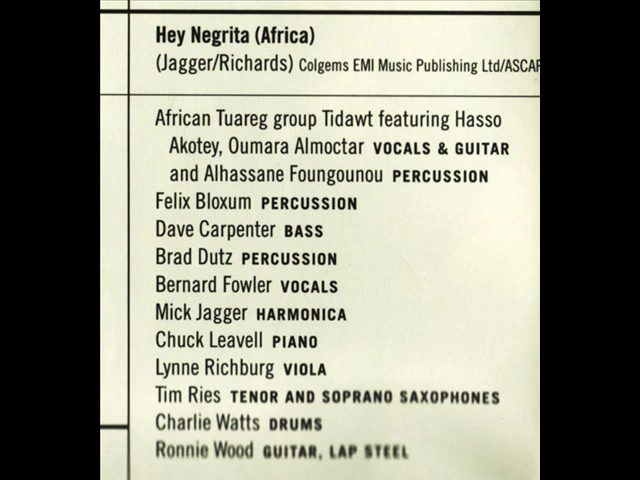 Hey Negrita (Africa)
(Jagger/Richards) Colgems EMI Music Publishing Ltd/ASCAP
African Tuareg group Tidawt featuring Hasso
Akotey, Oumara Almoctar VOCALS & GUITAR
and Alhassane Foungounou PERCUSSION
Felix Bloxum PERCUSSION
Dave Carpenter BASS
Brad Dutz PERCUSSION
Bernard Fowler VOCALS
Mick Jagger HARMONICA
Chuck Leavell PIANO
Lynne Richburg VIOLA
Tim Ries TENOR AND SOPRANO SAXOPHONES
Charlie Watts DRUMS
Ronnie Wood GUITAR, LAP STEEL